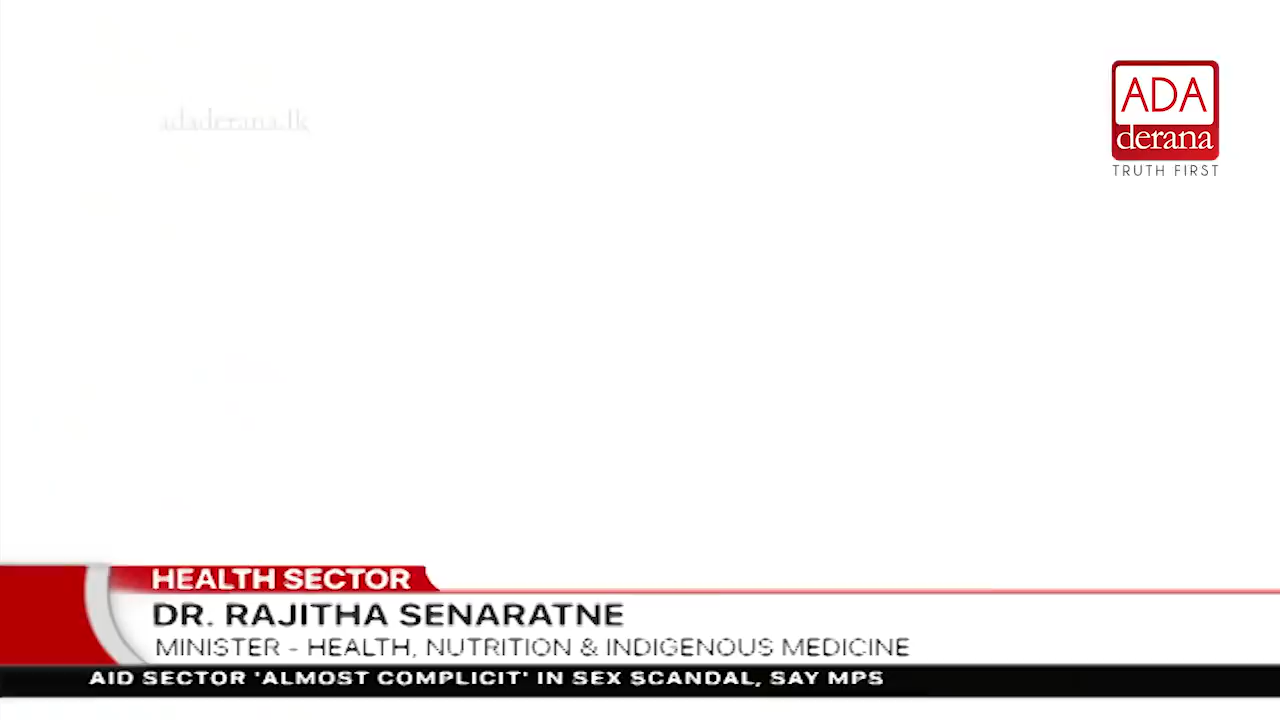 adaderana.lk
ADA
derana
TRUTH FIRST
HEALTH SECTOR
DR. RAJITHA SENARATNE
MINISTER - HEALTH, NUTRITION & INDIGENOUS MEDICINE
AID SECTOR 'ALMOST COMPLICIT' IN SEX SCANDAL, SAY MPS